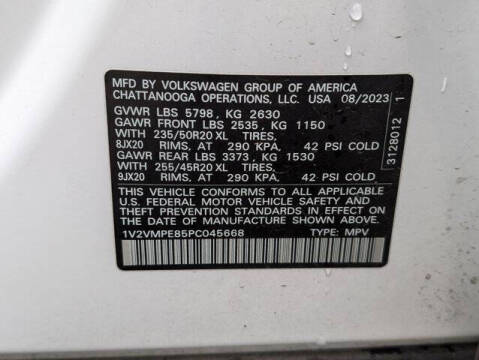 MFD BY VOLKSWAGEN GROUP OF AMERICA
CHATTANOOGA OPERATIONS, LLC. USA 08/2023
GVWR LBS 5798, KG 2630
GAWR FRONT LBS 2535, KG 1150
WITH 235/50R20 XL TIRES,
8JX20 RIMS, AT 290 KPA, 42 PSI COLD
GAWR REAR LBS 3373, KG 1530
WITH 255/45R20 XL TIRES,
9JX20 RIMS, AT 290 KPA, 42 PSI COLD
THIS VEHICLE CONFORMS TO ALL APPLICABLE
U.S. FEDERAL MOTOR VEHICLE SAFETY AND
THEFT PREVENTION STANDARDS IN EFFECT ON
THE DATE OF MANUFACTURE SHOWN ABOVE.
1V2VMPE85PC045668 TYPE: MPV
3128012 1